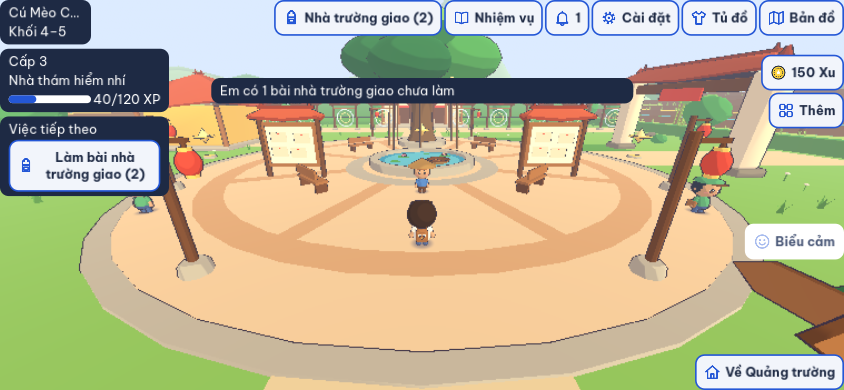 Cú Mèo C...
Khối 4-5
Nhà trường giao (2)
Nhiệm vụ
1
Cài đặt
Tủ đồ
Bản đồ
Cấp 3
Nhà thám hiểm nhí
40/120 XP
Em có 1 bài nhà trường giao chưa làm
150 Xu
Thêm
Việc tiếp theo
Làm bài nhà
trường giao (2)
Biểu cảm
Về Quảng trường